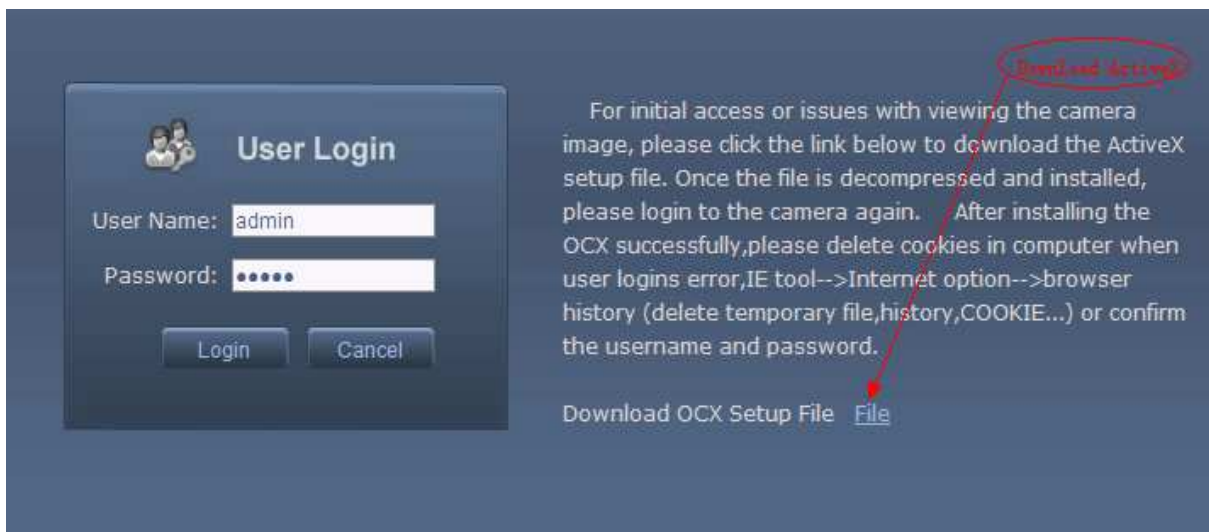 Download ActiveX
User Login
User Name: admin
Password: •••••
Login Cancel
For initial access or issues with viewing the camera
image, please click the link below to download the ActiveX
setup file. Once the file is decompressed and installed,
please login to the camera again. After installing the
OCX successfully,please delete cookies in computer when
user logins error,IE tool-->Internet option-->browser
history (delete temporary file,history,COOKIE...) or confirm
the username and password.
Download OCX Setup File File